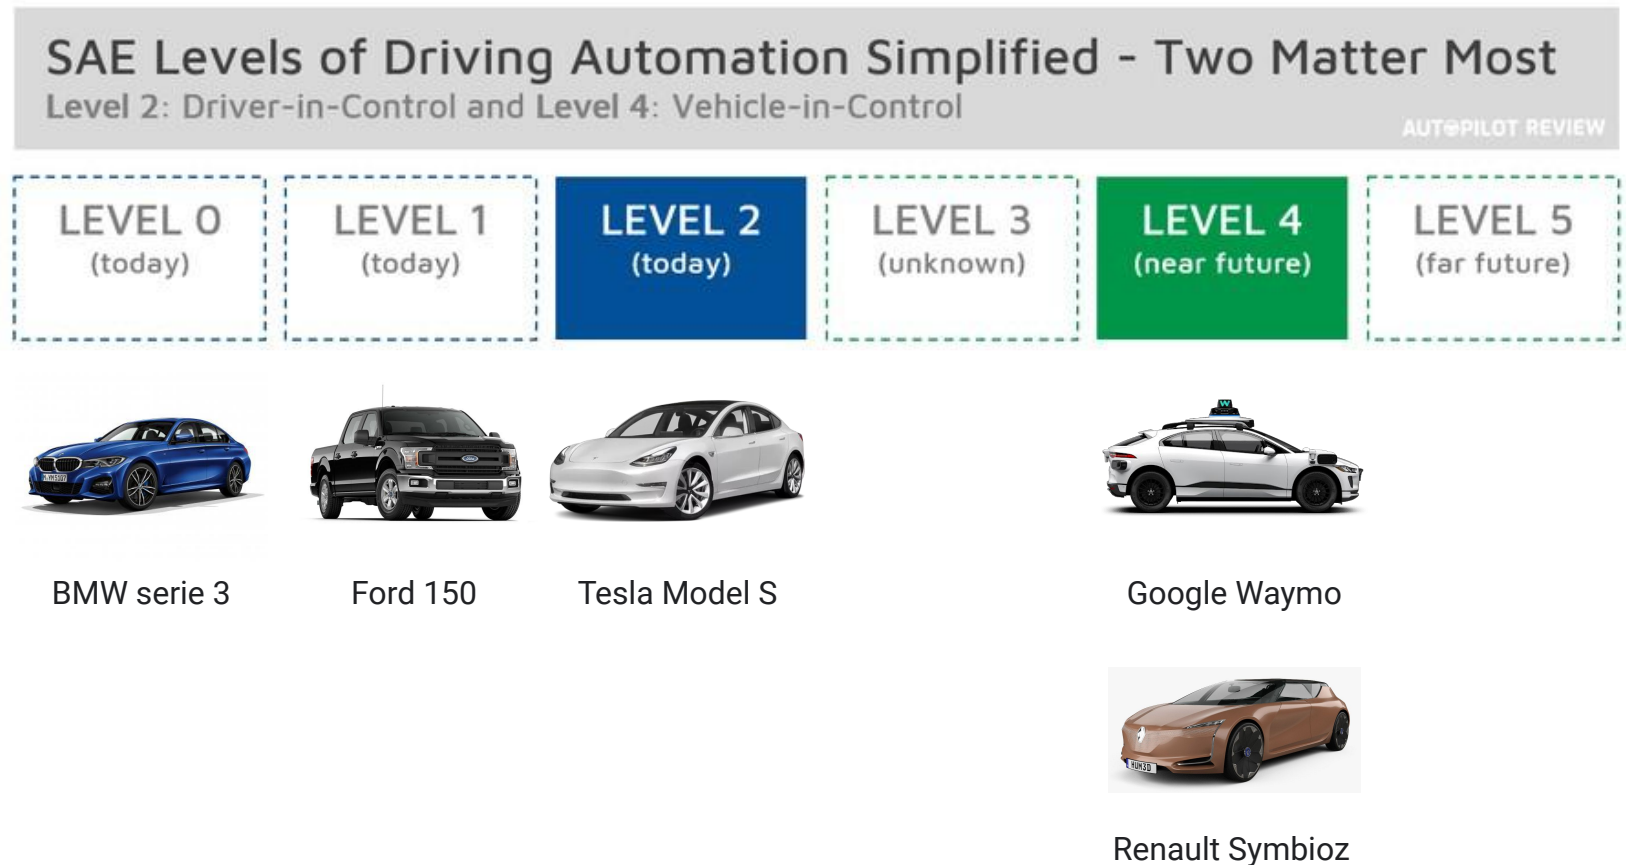 SAE Levels of Driving Automation Simplified - Two Matter Most
Level 2: Driver-in-Control and Level 4: Vehicle-in-Control
AUTOPILOT REVIEW
LEVEL 0
(today)
LEVEL 1
(today)
LEVEL 2
(today)
LEVEL 3
(unknown)
LEVEL 4
(near future)
LEVEL 5
(far future)
Ford
W
HUM3D
BMW serie 3
Ford 150
Tesla Model S
Google Waymo
Renault Symbioz